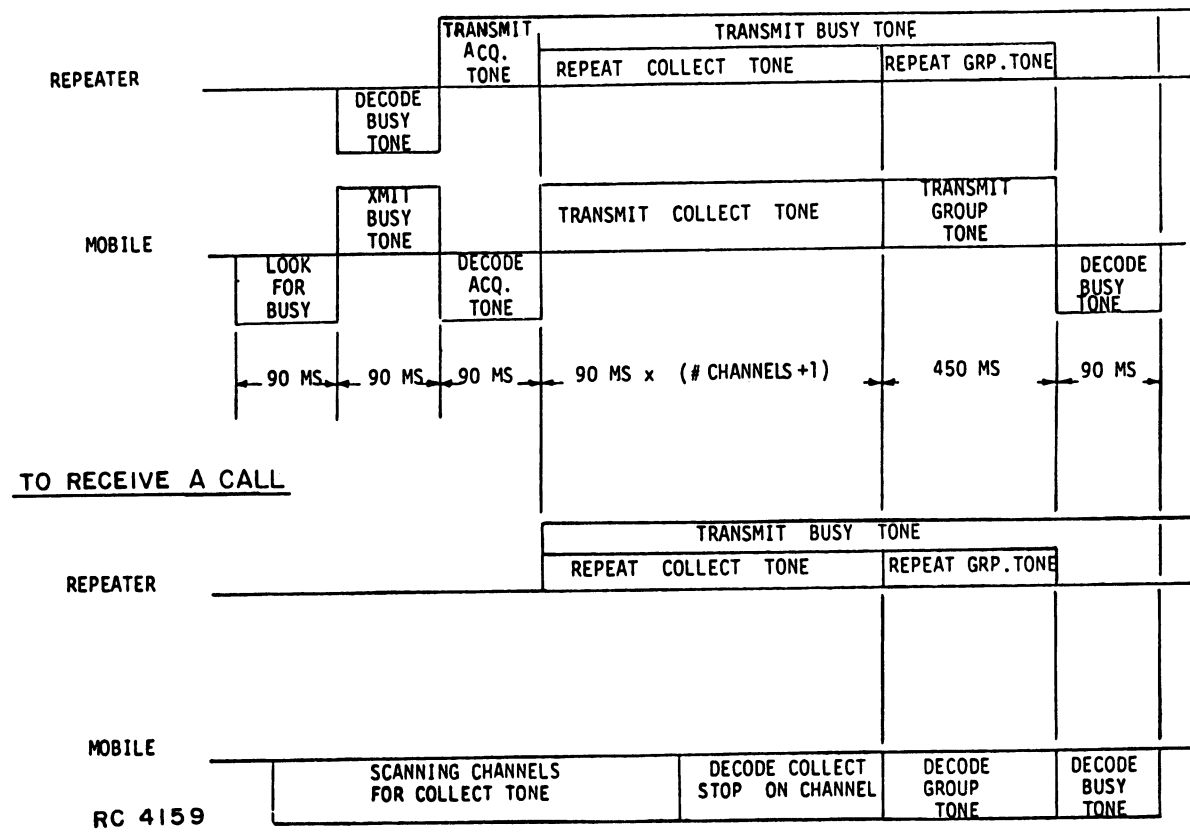 TRANSMIT
ACQ.
TONE
TRANSMIT BUSY TONE
REPEAT COLLECT TONE
REPEAT GRP.TONE
REPEATER
DECODE
BUSY
TONE
XMIT
BUSY
TONE
TRANSMIT COLLECT TONE
TRANSMIT
GROUP
TONE
MOBILE
LOOK
FOR
BUSY
DECODE
ACQ.
TONE
DECODE
BUSY
TONE
90 MS
90 MS
90 MS
90 MS x (# CHANNELS +1)
450 MS
90 MS
TO RECEIVE A CALL
TRANSMIT BUSY TONE
REPEAT COLLECT TONE
REPEAT GRP.TONE
REPEATER
MOBILE
SCANNING CHANNELS
FOR COLLECT TONE
DECODE COLLECT
STOP ON CHANNEL
DECODE
GROUP
TONE
DECODE
BUSY
TONE
RC 4159